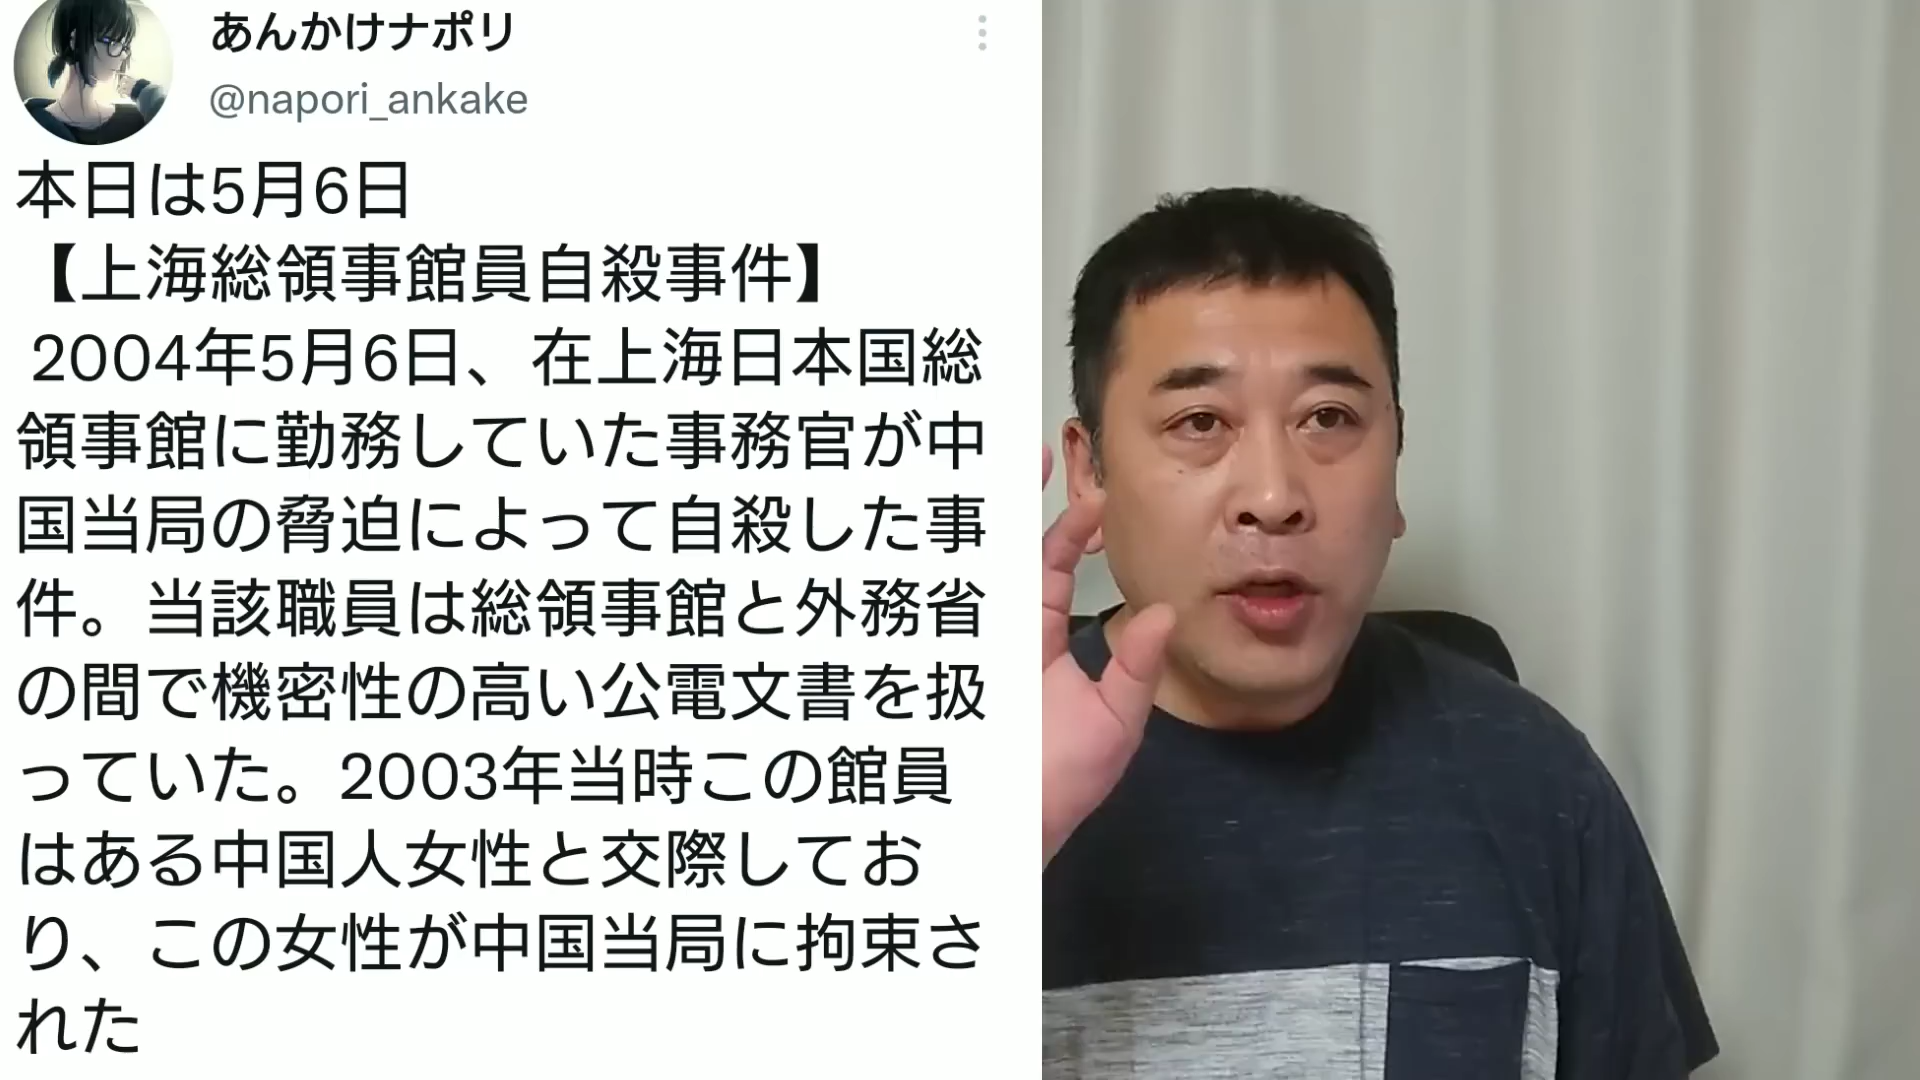 あんかけナポリ
@napori_ankake
本日は5月6日
【上海総領事館員自殺事件】
2004年5月6日、在上海日本国総
領事館に勤務していた事務官が中
国当局の脅迫によって自殺した事
件。当該職員は総領事館と外務省
の間で機密性の高い公電文書を扱
っていた。2003年当時この館員
はある中国人女性と交際してお
り、この女性が中国当局に拘束さ
れた